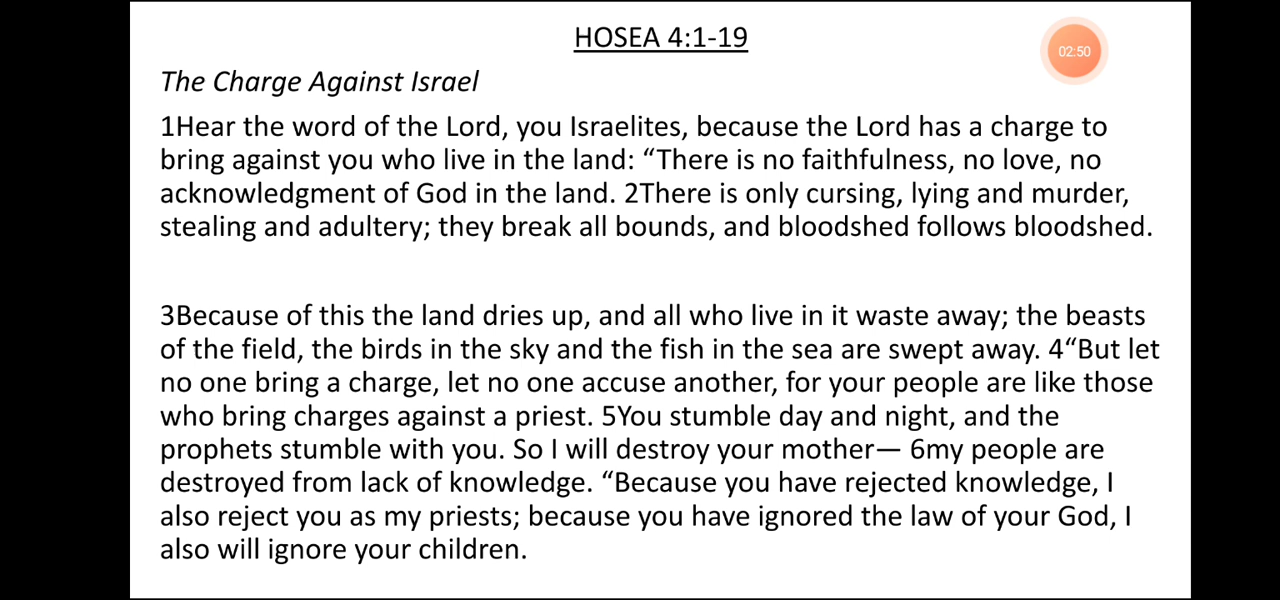 HOSEA 4:1-19
02:50
The Charge Against Israel
1Hear the word of the Lord, you Israelites, because the Lord has a charge to
bring against you who live in the land: “There is no faithfulness, no love, no
acknowledgment of God in the land. 2There is only cursing, lying and murder,
stealing and adultery; they break all bounds, and bloodshed follows bloodshed.
3Because of this the land dries up, and all who live in it waste away; the beasts
of the field, the birds in the sky and the fish in the sea are swept away. 4“But let
no one bring a charge, let no one accuse another, for your people are like those
who bring charges against a priest. 5You stumble day and night, and the
prophets stumble with you. So I will destroy your mother— 6my people are
destroyed from lack of knowledge. “Because you have rejected knowledge, I
also reject you as my priests; because you have ignored the law of your God, I
also will ignore your children.